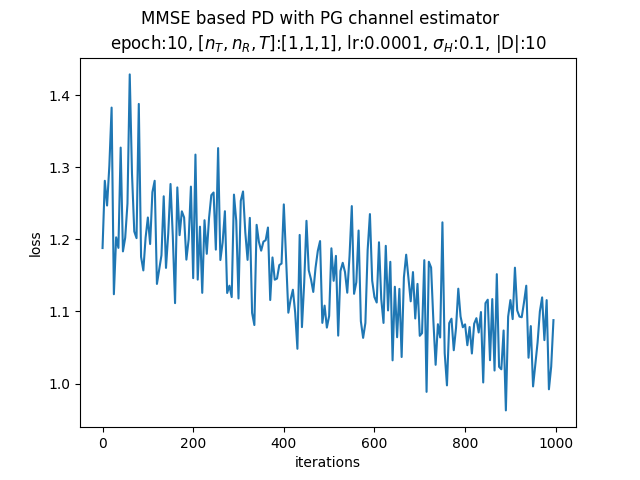 MMSE based PD with PG channel estimator
epoch:10, [n_T, n_R, T]:[1,1,1], lr:0.0001, σ_H:0.1, |D|:10
1.4
1.3
1.2
1.1
1.0
loss
0 200 400 600 800 1000
iterations